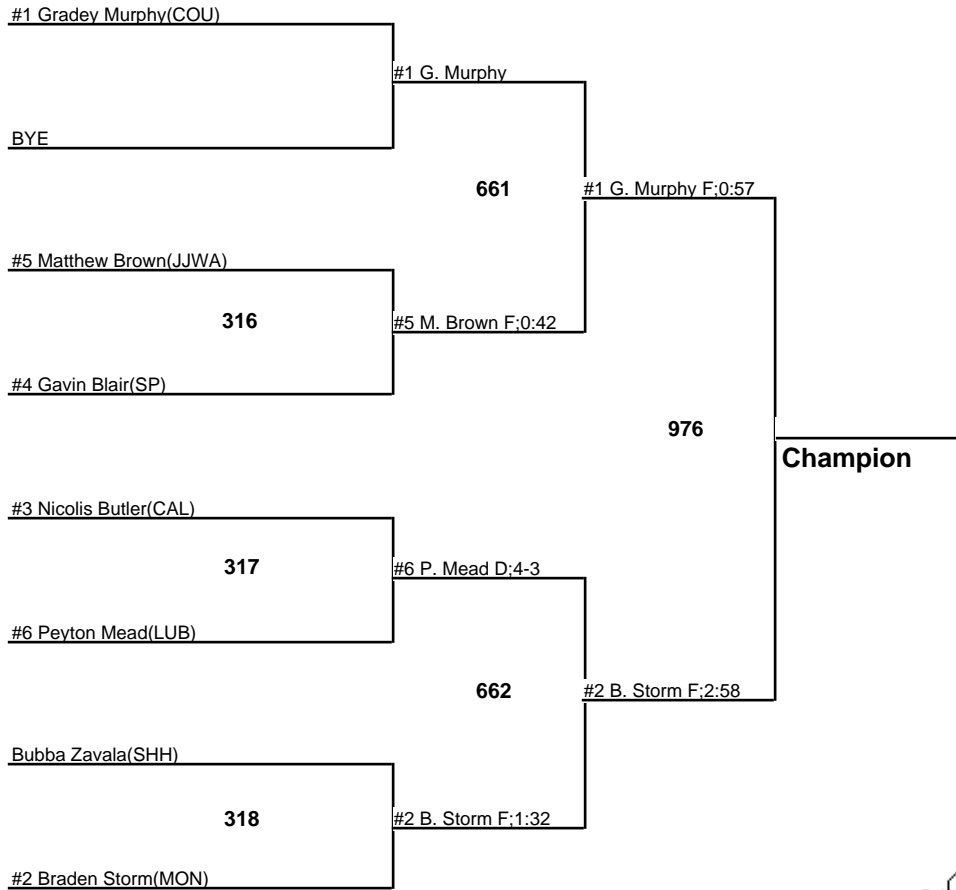 #1 Gradey Murphy(COU)
#1 G. Murphy
BYE
661
#1 G. Murphy F;0:57
#5 Matthew Brown(JJWA)
316
#5 M. Brown F;0:42
#4 Gavin Blair(SP)
976
Champion
#3 Nicolis Butler(CAL)
317
#6 P. Mead D;4-3
#6 Peyton Mead(LUB)
662
#2 B. Storm F;2:58
Bubba Zavala(SHH)
318
#2 B. Storm F;1:32
#2 Braden Storm(MON)